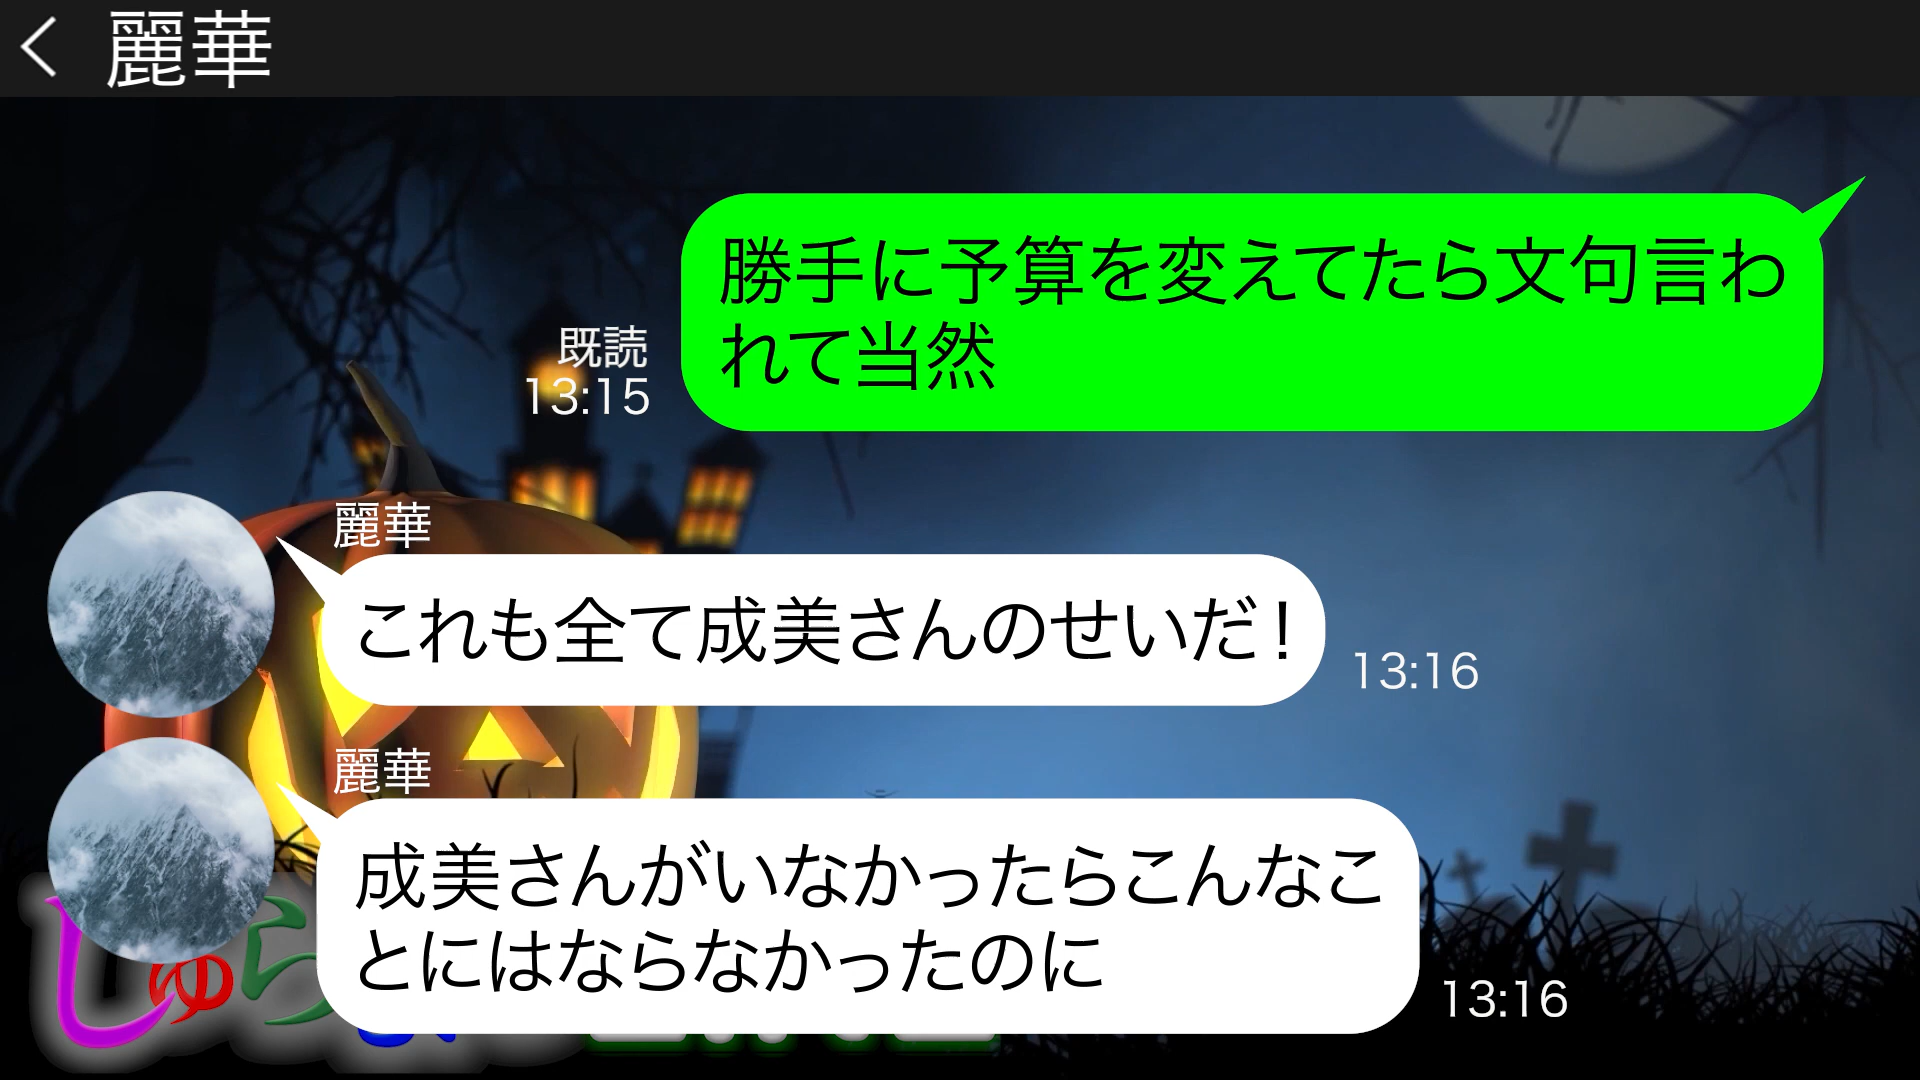 麗華
勝手に予算を変えてたら文句言わ
れて当然
既読
13:15
麗華
これも全て成美さんのせいだ！
13:16
麗華
成美さんがいなかったらこんなこ
とにはならなかったのに
13:16
しゅら